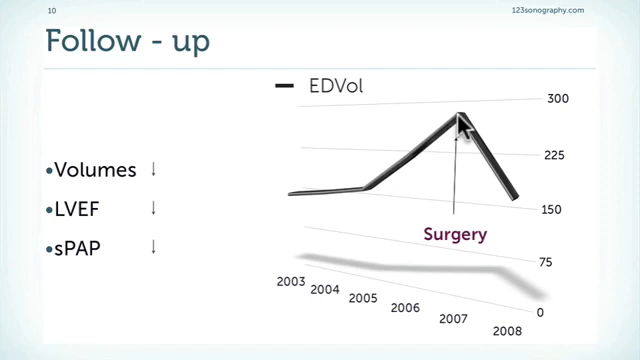 10
123sonography.com
Follow - up
EDVol
300
225
150
75
0
•Volumes ↓
•LVEF ↓
•sPAP ↓
Surgery
2003
2004
2005
2006
2007
2008